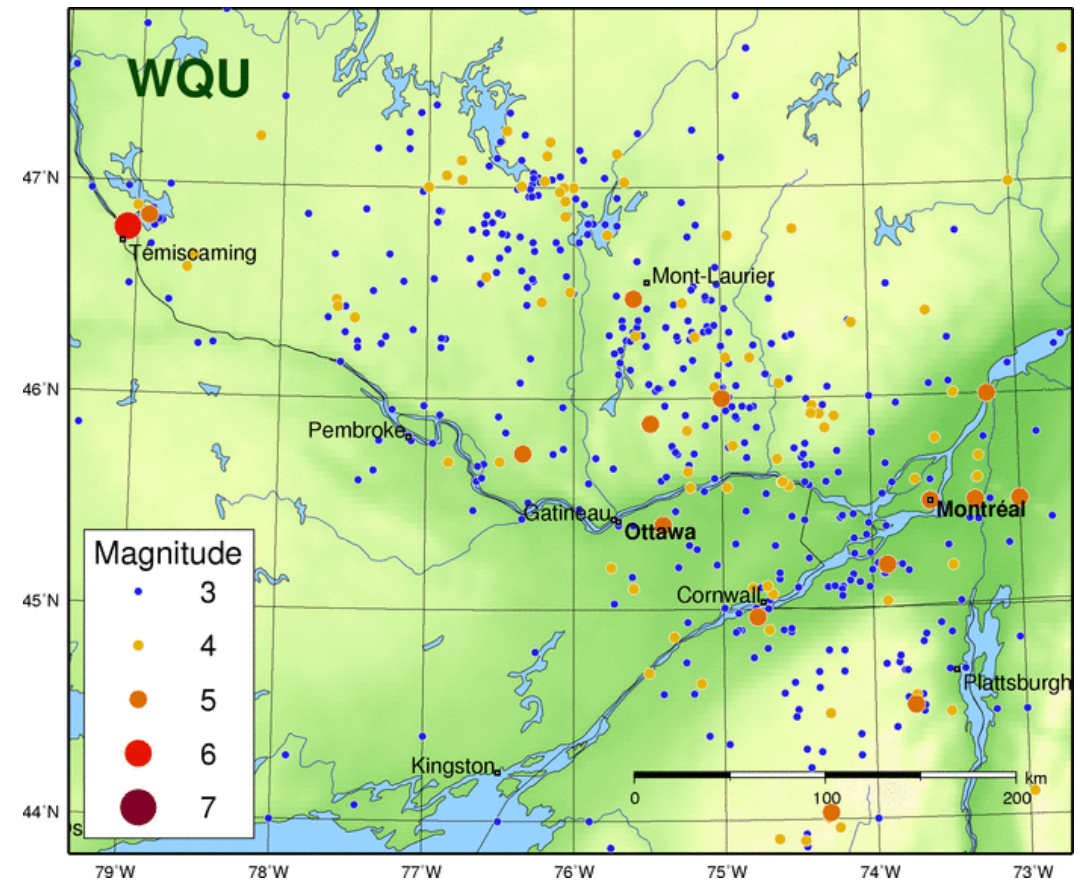 WQU
47°N
Témiscaming
Mont-Laurier
46°N
Pembroke
Gatineau
Ottawa
Montréal
Magnitude
3
4
5
6
7
45°N
Cornwall
Plattsburgh
Kingston
km
0 100 200
44°N
79°W 78°W 77°W 76°W 75°W 74°W 73°W